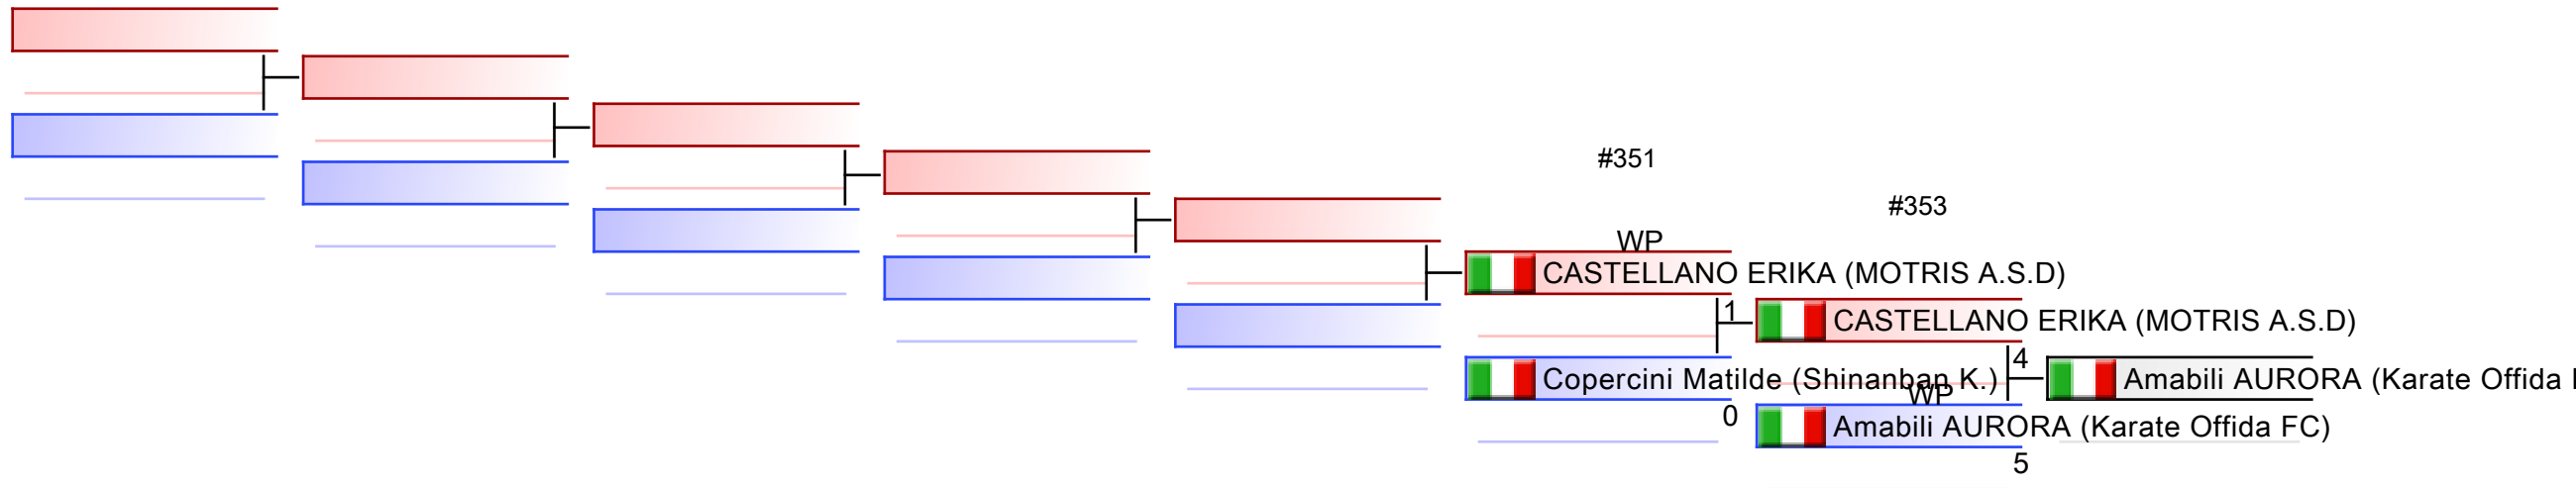 #351
#353
WP
CASTELLANO ERIKA (MOTRIS A.S.D)
1
CASTELLANO ERIKA (MOTRIS A.S.D)
4
Copercini Matilde (Shinanban K.)
Amabili AURORA (Karate Offida
WP
0
Amabili AURORA (Karate Offida FC)
5